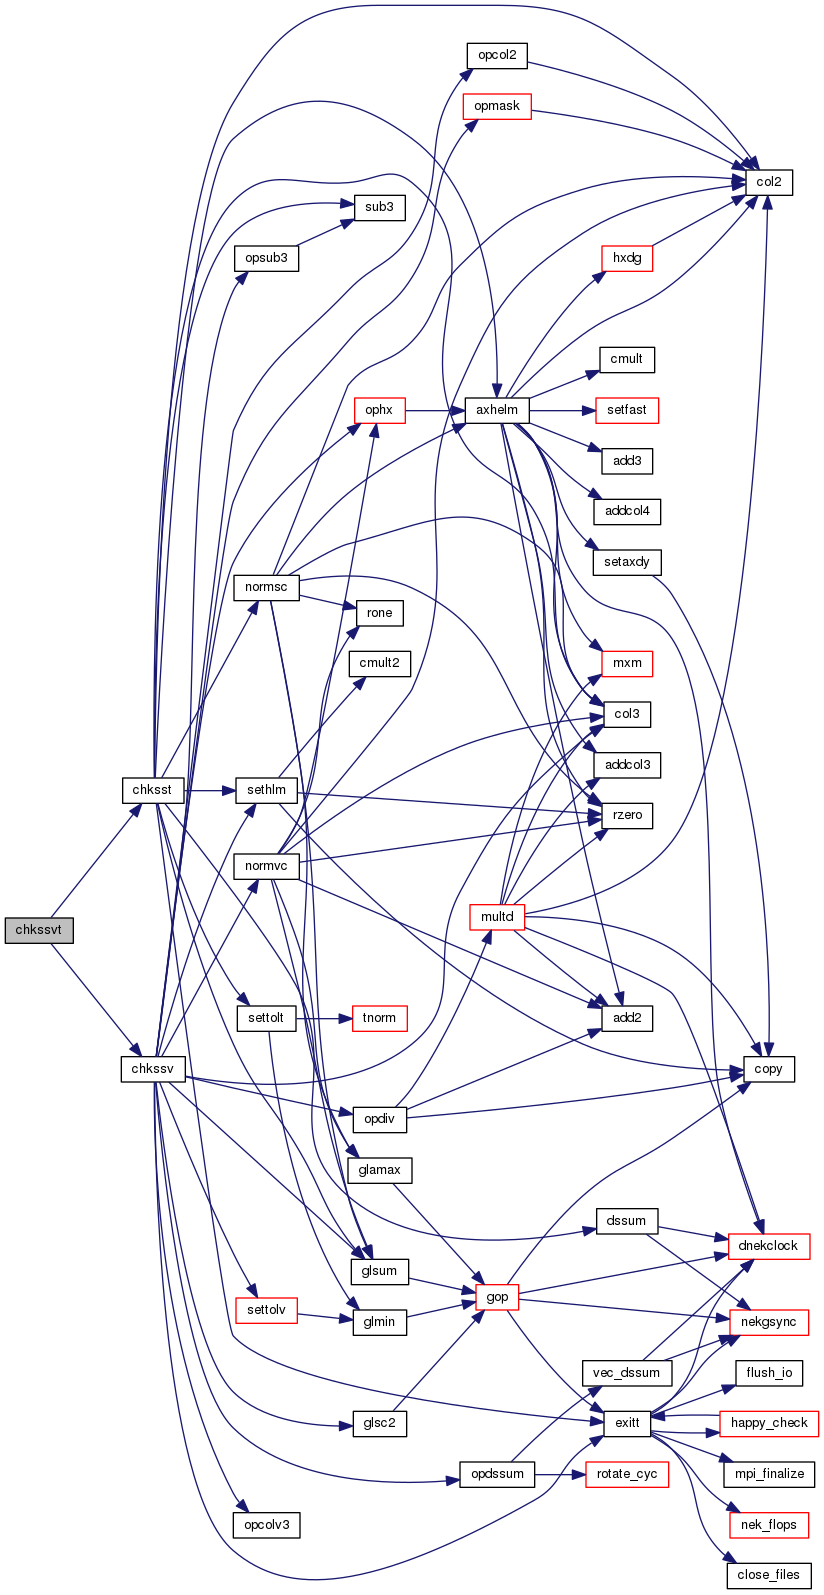 opcol2
opmask
col2
sub3
opsub3
hxdg
cmult
ophx
axhelm
setfast
add3
addcol4
setaxdy
normsc
rone
cmult2
mxm
col3
addcol3
chksst
sethlm
rzero
normvc
multd
chkssvt
settolt
tnorm
add2
chkssv
copy
opdiv
glamax
dssum
dnekclock
glsum
gop
settolv
glmin
nekgsync
vec_dssum
flush_io
glsc2
exitt
happy_check
opdssum
rotate_cyc
mpi_finalize
opcolv3
nek_flops
close_files